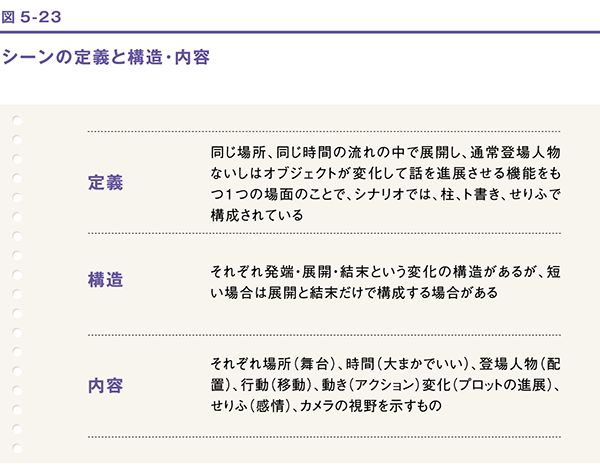 図 5-23
シーンの定義と構造・内容
定義
同じ場所、同じ時間の流れの中で展開し、通常登場人物
ないしはオブジェクトが変化して話を進展させる機能をも
つ1つの場面のことで、シナリオでは、柱、ト書き、せりふで
構成されている
構造
それぞれ発端・展開・結末という変化の構造があるが、短
い場合は展開と結末だけで構成する場合がある
内容
それぞれ場所（舞台）、時間（大まかでいい）、登場人物（配
置）、行動（移動）、動き（アクション）変化（プロットの進展）、
せりふ（感情）、カメラの視野を示すもの